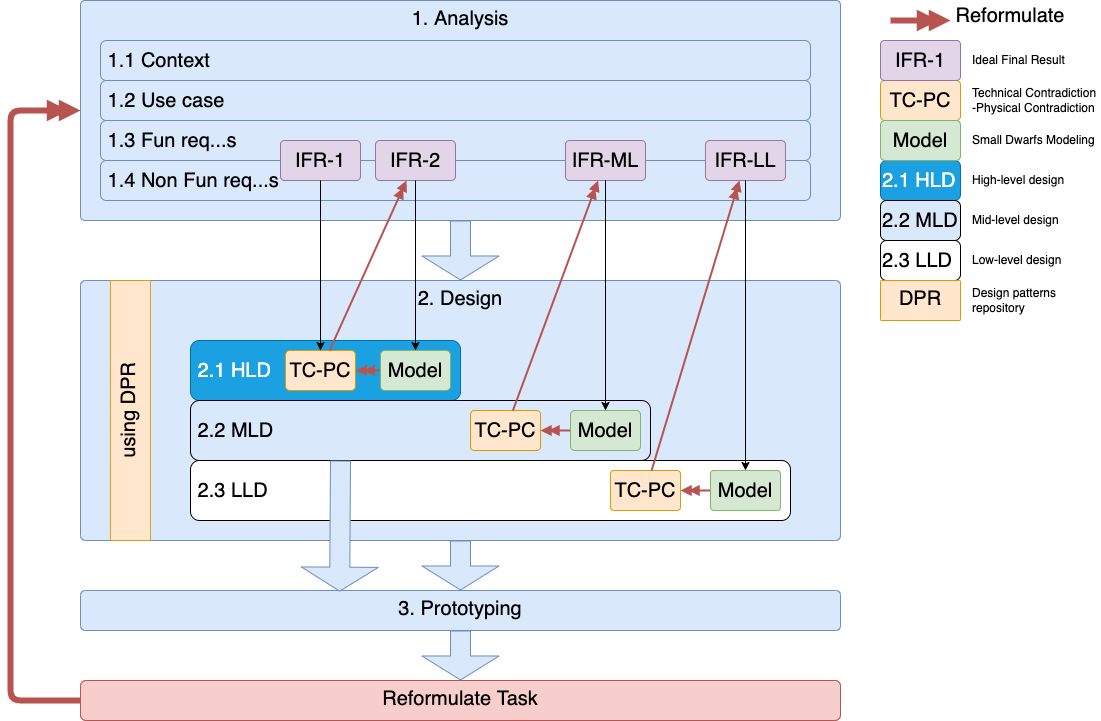 1. Analysis
1.1 Context
1.2 Use case
1.3 Fun req...s
1.4 Non Fun req...s
IFR-1
IFR-2
IFR-ML
IFR-LL
2. Design
using DPR
2.1 HLD
TC-PC
Model
2.2 MLD
TC-PC
Model
2.3 LLD
TC-PC
Model
3. Prototyping
Reformulate Task
Reformulate
IFR-1
Ideal Final Result
TC-PC
Technical Contradiction
-Physical Contradiction
Model
Small Dwarfs Modeling
2.1 HLD
High-level design
2.2 MLD
Mid-level design
2.3 LLD
Low-level design
DPR
Design patterns
repository